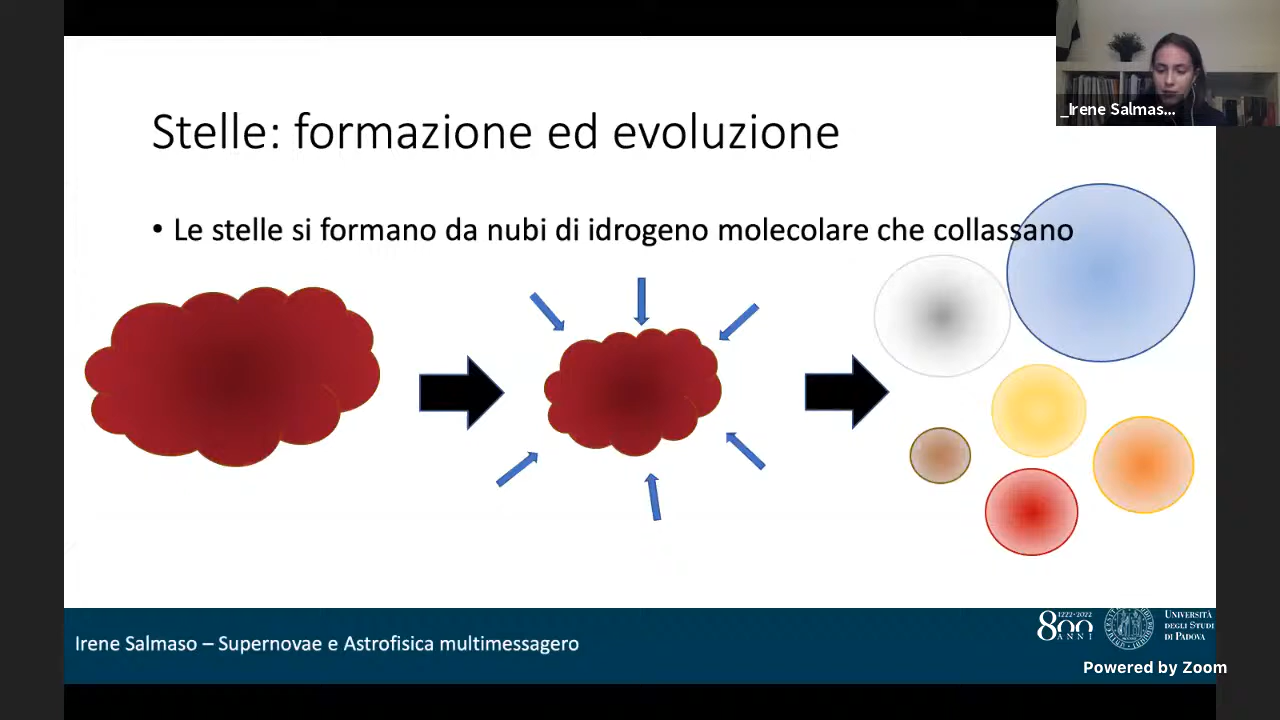 _Irene Salmas...
Stelle: formazione ed evoluzione
• Le stelle si formano da nubi di idrogeno molecolare che collassano
Irene Salmaso – Supernovae e Astrofisica multimessagero
1222·2022
800
ANNI
UNIVERSITÀ
DEGLI STUDI
DI PADOVA
Powered by Zoom